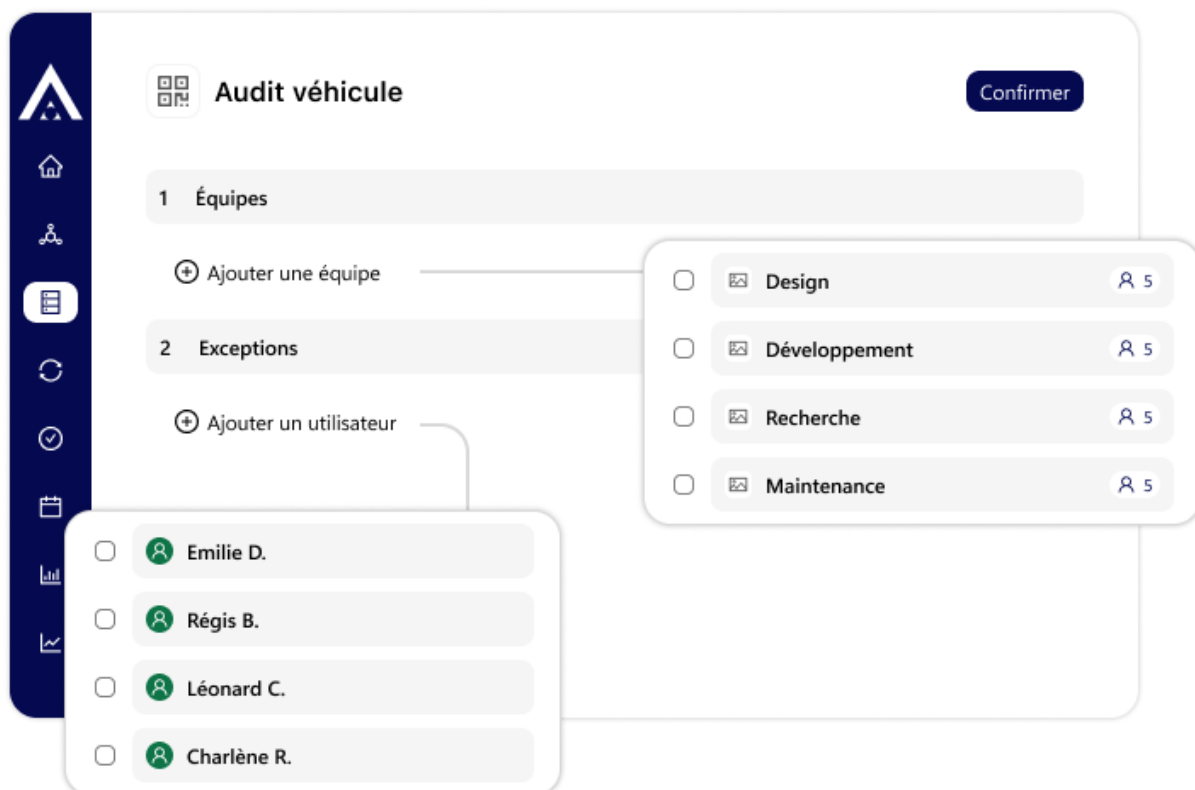 Audit véhicule
Confirmer
1 Équipes
Ajouter une équipe
Design 5
Développement 5
Recherche 5
Maintenance 5
2 Exceptions
Ajouter un utilisateur
Emilie D.
Régis B.
Léonard C.
Charlène R.